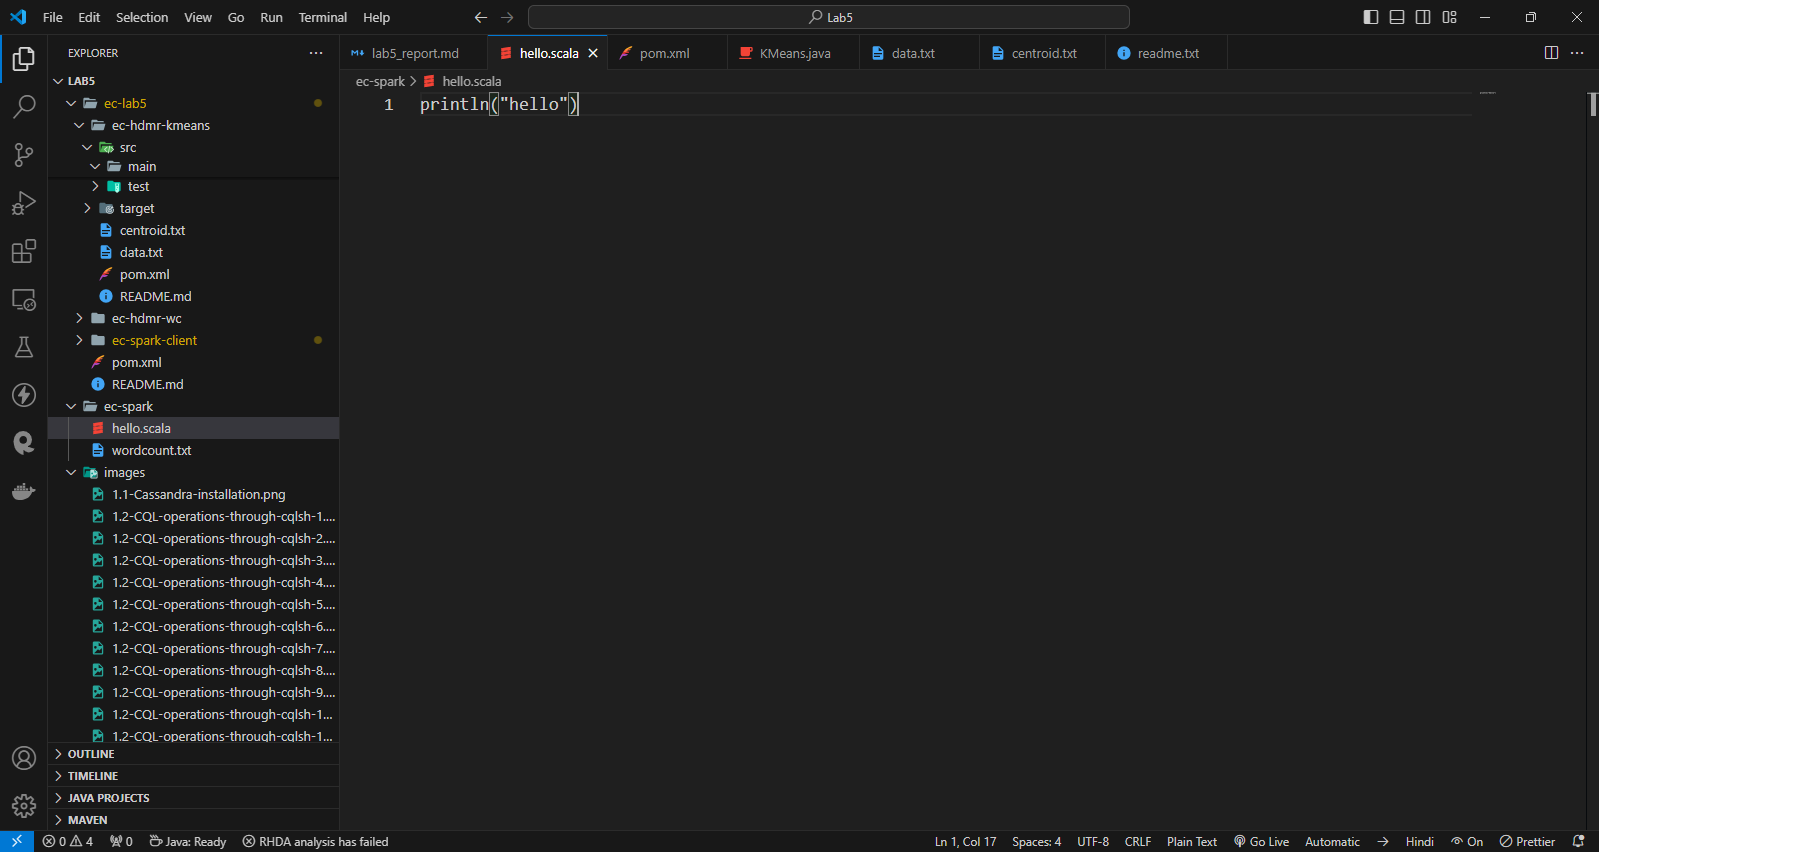 File Edit Selection View Go Run Terminal Help
Lab5
EXPLORER
LAB5
ec-lab5
ec-hdmr-kmeans
src
main
test
target
centroid.txt
data.txt
pom.xml
README.md
ec-hdmr-wc
ec-spark-client
pom.xml
README.md
ec-spark
hello.scala
wordcount.txt
images
1.1-Cassandra-installation.png
1.2-CQL-operations-through-cqlsh-1....
1.2-CQL-operations-through-cqlsh-2....
1.2-CQL-operations-through-cqlsh-3....
1.2-CQL-operations-through-cqlsh-4....
1.2-CQL-operations-through-cqlsh-5....
1.2-CQL-operations-through-cqlsh-6....
1.2-CQL-operations-through-cqlsh-7....
1.2-CQL-operations-through-cqlsh-8....
1.2-CQL-operations-through-cqlsh-9....
1.2-CQL-operations-through-cqlsh-1...
1.2-CQL-operations-through-cqlsh-1...
OUTLINE
TIMELINE
JAVA PROJECTS
MAVEN
lab5_report.md hello.scala pom.xml KMeans.java data.txt centroid.txt readme.txt
ec-spark > hello.scala
1 println("hello")
0 4 0 Java: Ready RHDA analysis has failed Ln 1, Col 17 Spaces: 4 UTF-8 CRLF Plain Text Go Live Automatic → Hindi On Prettier